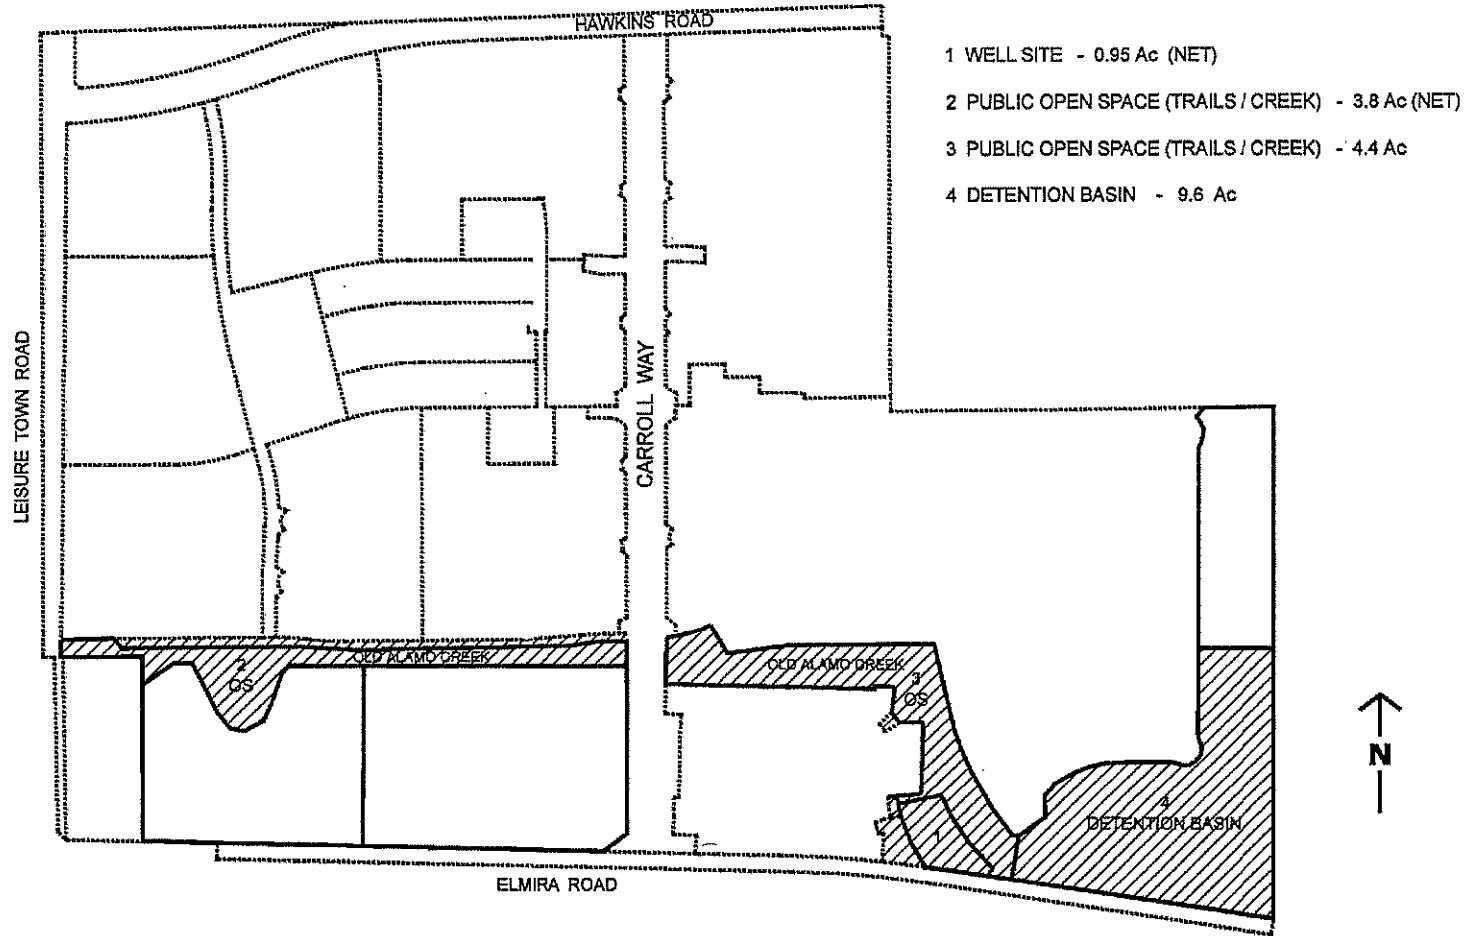 HAWKINS ROAD
1 WELL SITE - 0.95 Ac (NET)
2 PUBLIC OPEN SPACE (TRAILS / CREEK) - 3.8 Ac (NET)
3 PUBLIC OPEN SPACE (TRAILS / CREEK) - 4.4 Ac
4 DETENTION BASIN - 9.6 Ac
LEISURE TOWN ROAD
CARROLL WAY
OLD ALAMO CREEK
2
OS
OLD ALAMO CREEK
3
OS
N
4
DETENTION BASIN
1
ELMIRA ROAD